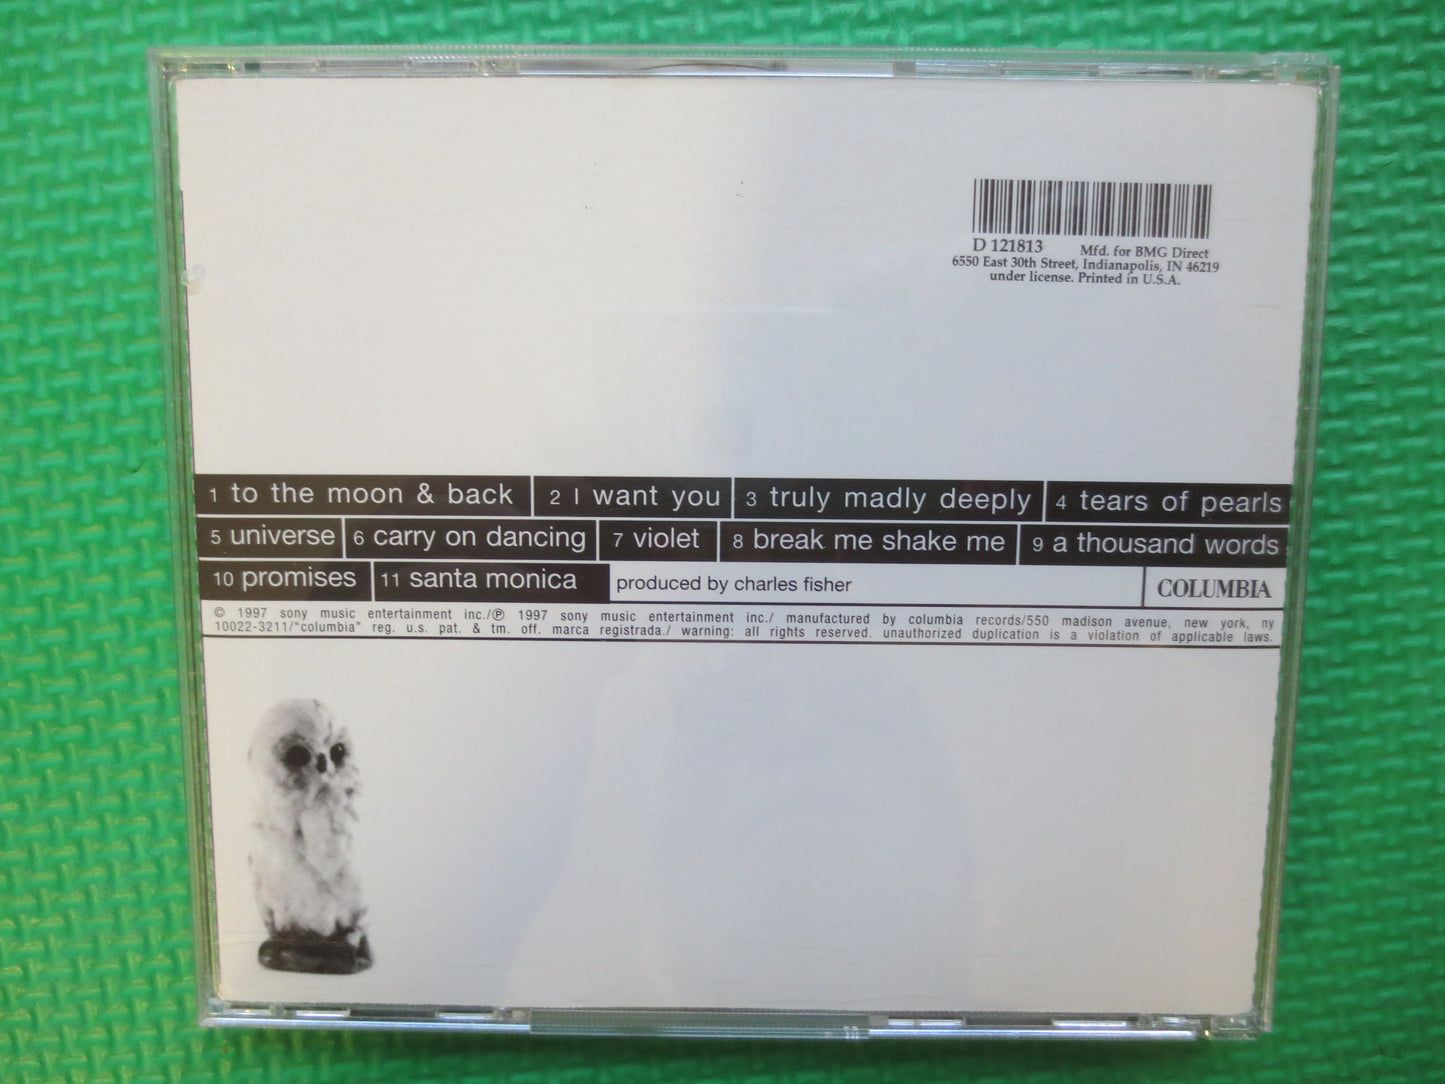 D 121813 Mfd. for BMG Direct
6550 East 30th Street, Indianapolis, IN 46219
under license. Printed in U.S.A.
1 to the moon & back 2 I want you 3 truly madly deeply 4 tears of pearls
5 universe 6 carry on dancing 7 violet 8 break me shake me 9 a thousand words
10 promises 11 santa monica produced by charles fisher COLUMBIA
© 1997 sony music entertainment inc./℗ 1997 sony music entertainment inc./ manufactured by columbia records/550 madison avenue, new york, ny
10022-3211/"columbia" reg. u.s. pat. & tm. off. marca registrada./ warning: all rights reserved. unauthorized duplication is a violation of applicable laws.